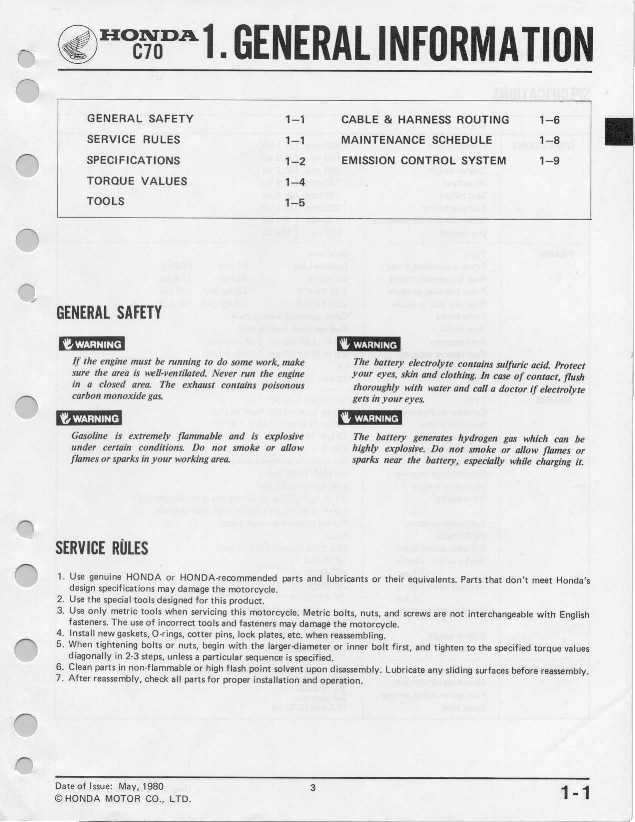 HONDA
C70
1. GENERAL INFORMATION
GENERAL SAFETY 1–1
SERVICE RULES 1–1
SPECIFICATIONS 1–2
TORQUE VALUES 1–4
TOOLS 1–5
CABLE & HARNESS ROUTING 1–6
MAINTENANCE SCHEDULE 1–8
EMISSION CONTROL SYSTEM 1–9
GENERAL SAFETY
WARNING
If the engine must be running to do some work, make
sure the area is well-ventilated. Never run the engine
in a closed area. The exhaust contains poisonous
carbon monoxide gas.
WARNING
Gasoline is extremely flammable and is explosive
under certain conditions. Do not smoke or allow
flames or sparks in your working area.
WARNING
The battery electrolyte contains sulfuric acid. Protect
your eyes, skin and clothing. In case of contact, flush
thoroughly with water and call a doctor if electrolyte
gets in your eyes.
WARNING
The battery generates hydrogen gas which can be
highly explosive. Do not smoke or allow flames or
sparks near the battery, especially while charging it.
SERVICE RULES
1. Use genuine HONDA or HONDA-recommended parts and lubricants or their equivalents. Parts that don't meet Honda's
design specifications may damage the motorcycle.
2. Use the special tools designed for this product.
3. Use only metric tools when servicing this motorcycle. Metric bolts, nuts, and screws are not interchangeable with English
fasteners. The use of incorrect tools and fasteners may damage the motorcycle.
4. Install new gaskets, O-rings, cotter pins, lock plates, etc. when reassembling.
5. When tightening bolts or nuts, begin with the larger-diameter or inner bolt first, and tighten to the specified torque values
diagonally in 2-3 steps, unless a particular sequence is specified.
6. Clean parts in non-flammable or high flash point solvent upon disassembly. Lubricate any sliding surfaces before reassembly.
7. After reassembly, check all parts for proper installation and operation.
Date of Issue: May, 1980
© HONDA MOTOR CO., LTD.
3
1-1